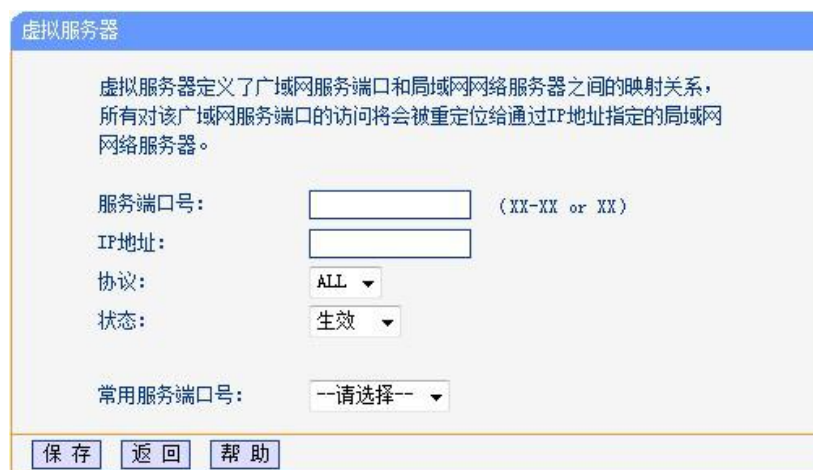 虚拟服务器
虚拟服务器定义了广域网服务端口和局域网网络服务器之间的映射关系，
所有对该广域网服务端口的访问将会被重定位给通过IP地址指定的局域网
网络服务器。
服务端口号： (XX-XX or XX)
IP地址：
协议： ALL
状态： 生效
常用服务端口号： --请选择--
保存 返回 帮助